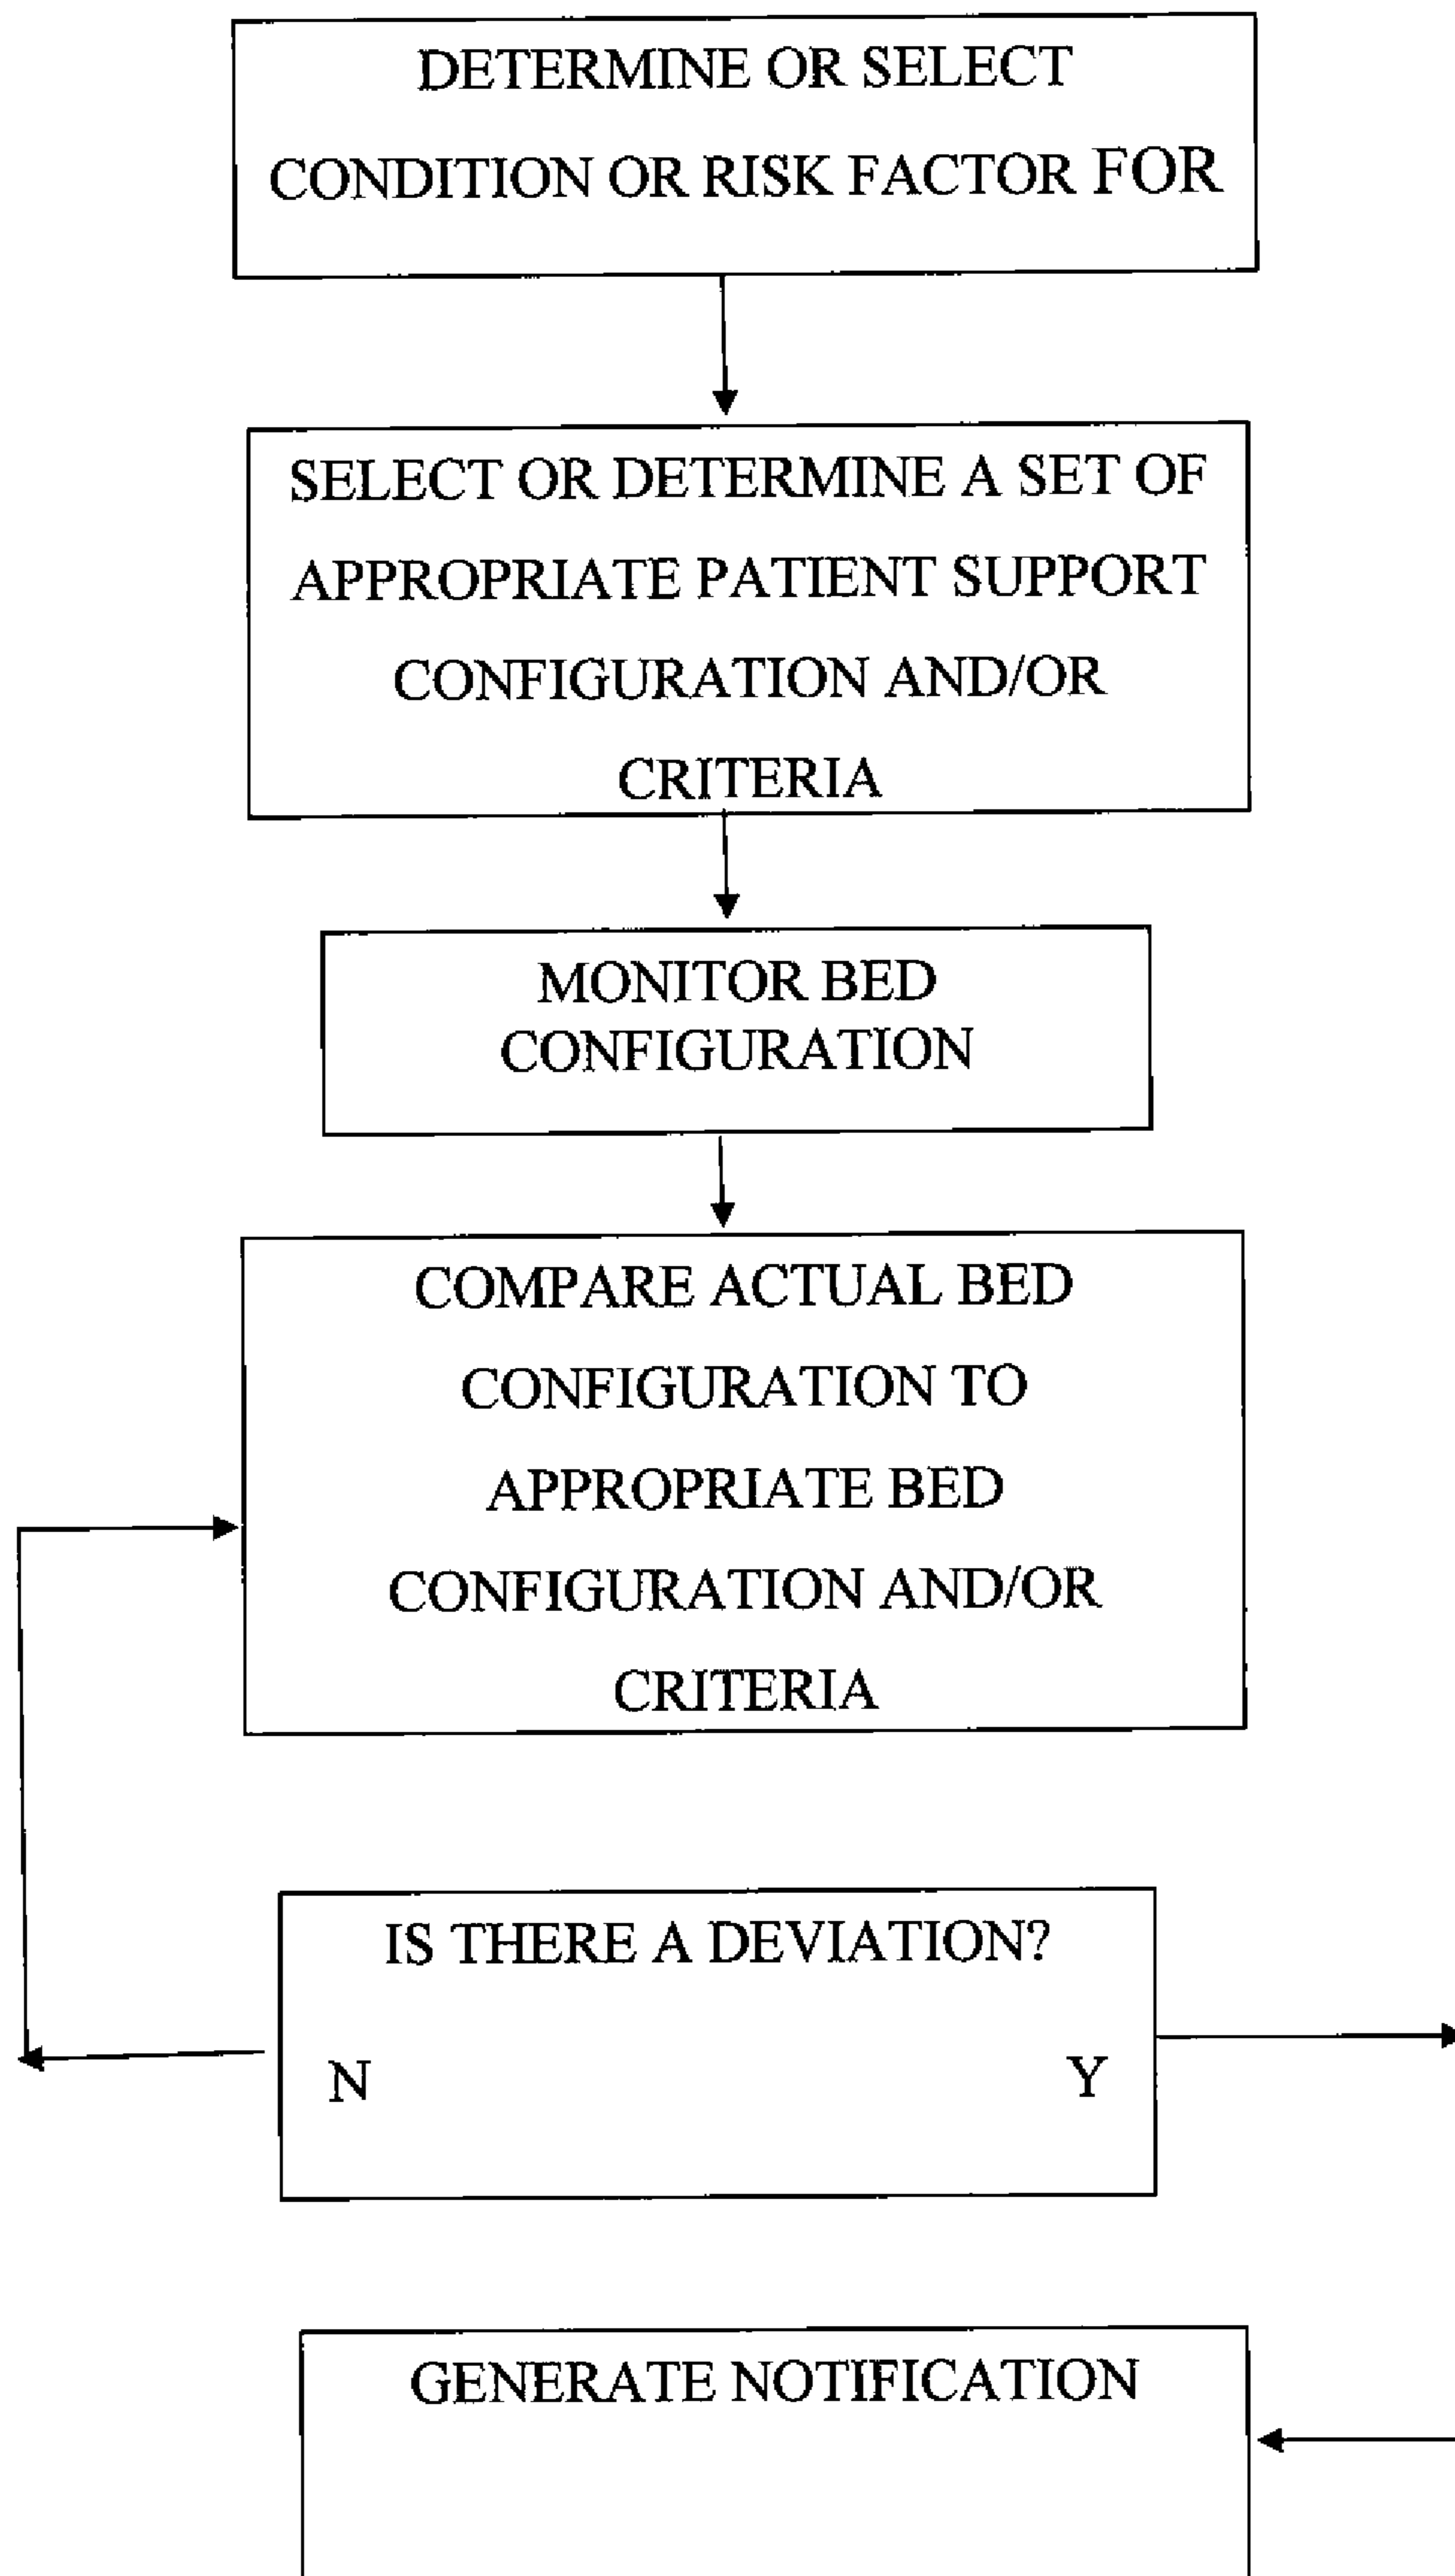 DETERMINE OR SELECT
CONDITION OR RISK FACTOR FOR
SELECT OR DETERMINE A SET OF
APPROPRIATE PATIENT SUPPORT
CONFIGURATION AND/OR
CRITERIA
MONITOR BED
CONFIGURATION
COMPARE ACTUAL BED
CONFIGURATION TO
APPROPRIATE BED
CONFIGURATION AND/OR
CRITERIA
IS THERE A DEVIATION?
N Y
GENERATE NOTIFICATION